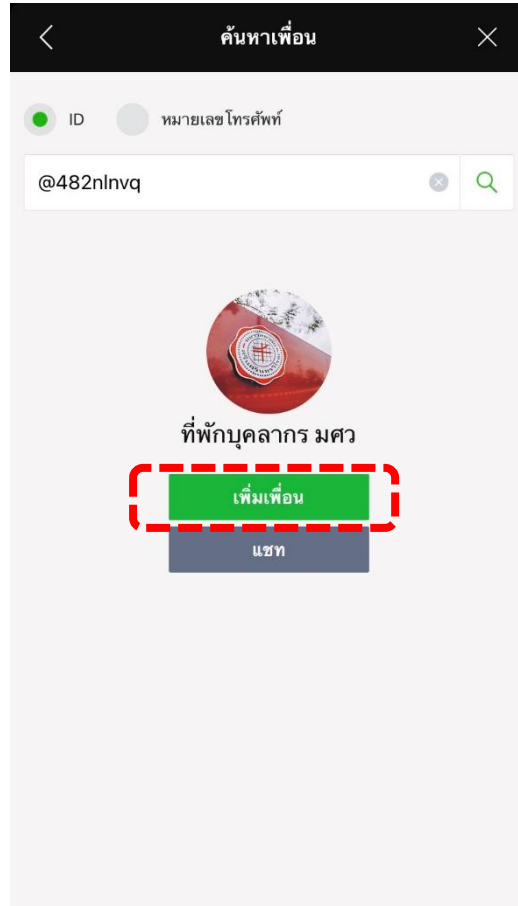 ค้นหาเพื่อน
ID หมายเลขโทรศัพท์
@482nlnvq
ที่พักบุคลากร มศว
เพิ่มเพื่อน
แชท